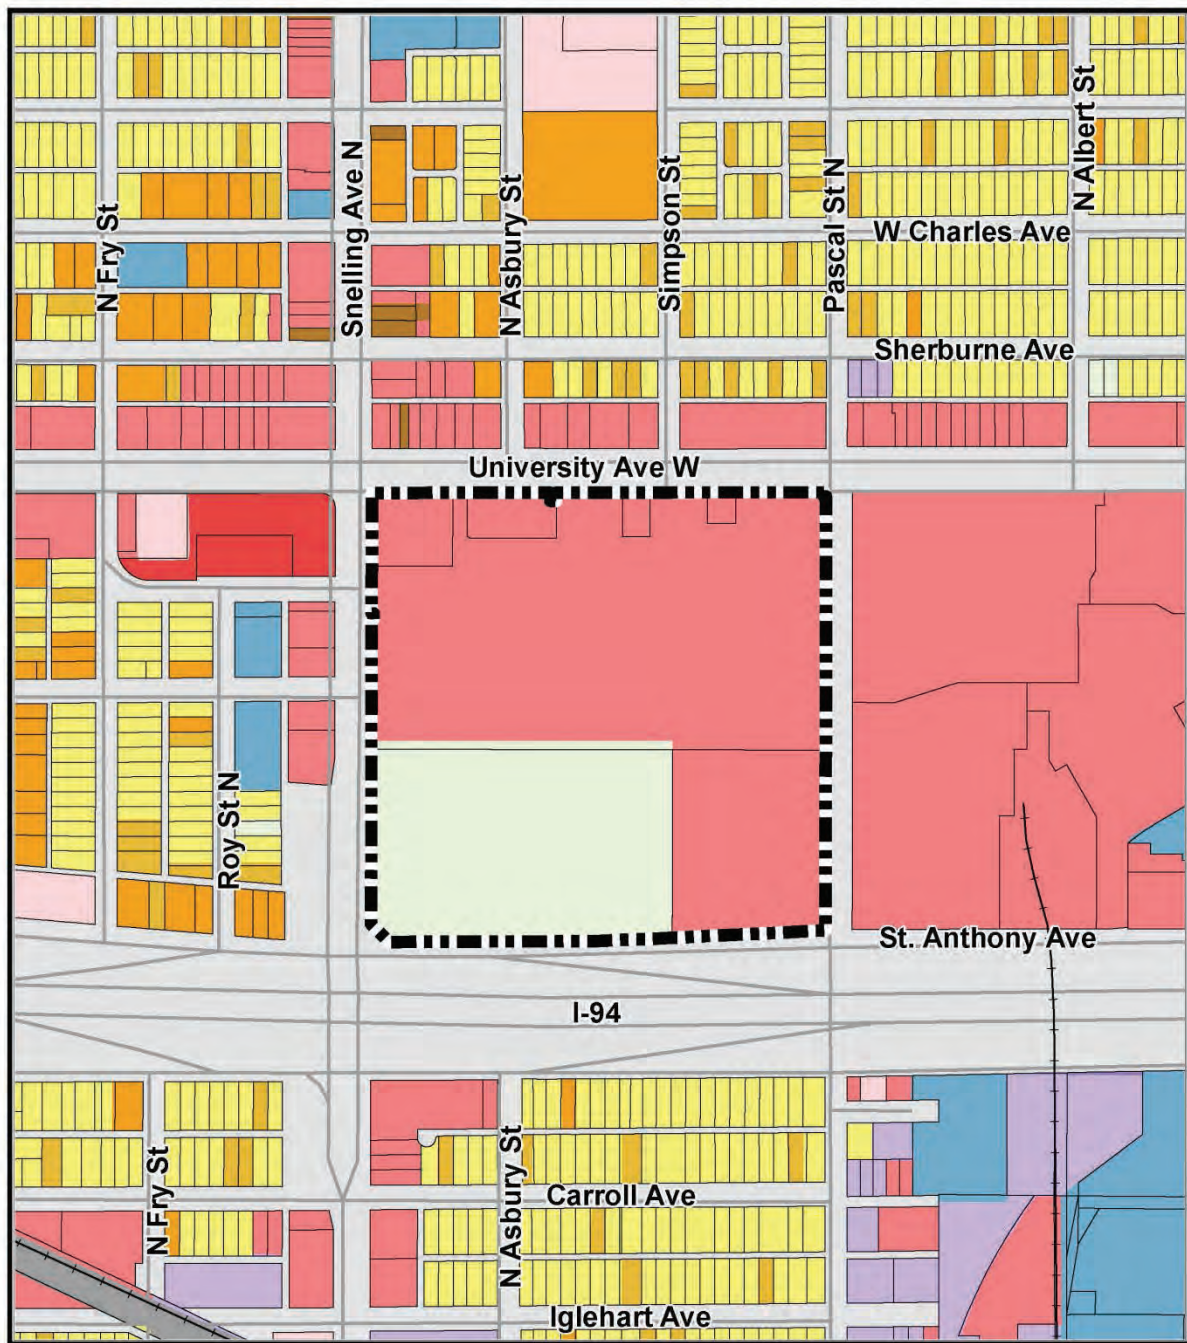 N Albert St
Snelling Ave N
N Asbury St
Simpson St
Pascal St N
N Fry St
W Charles Ave
Sherburne Ave
University Ave W
Roy St N
St. Anthony Ave
I-94
N Fry St
N Asbury St
Carroll Ave
Iglehart Ave